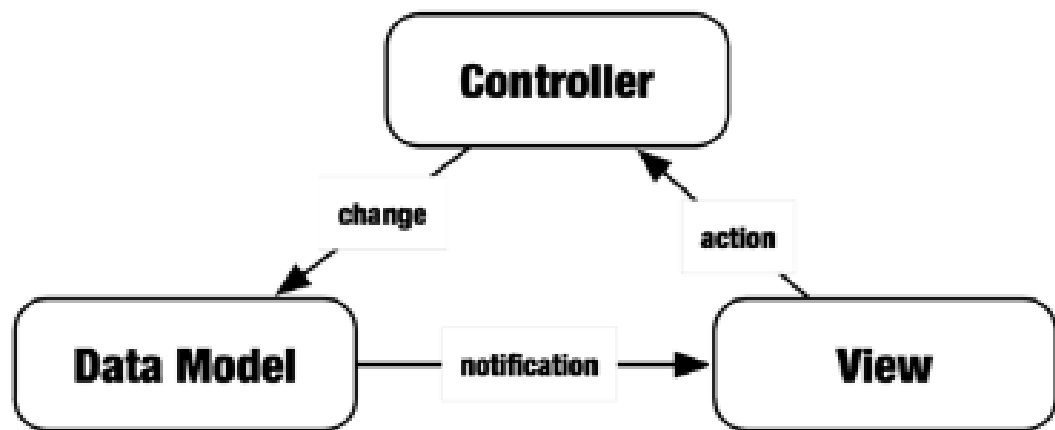 Controller
change
action
Data Model
notification
View